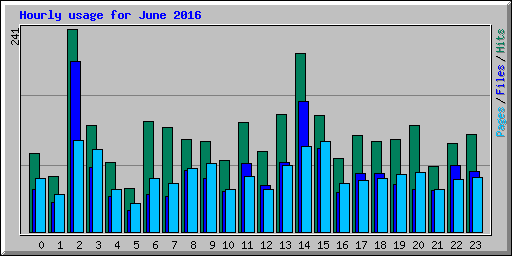 Hourly usage for June 2016
241
Pages / Files / Hits
0 1 2 3 4 5 6 7 8 9 10 11 12 13 14 15 16 17 18 19 20 21 22 23